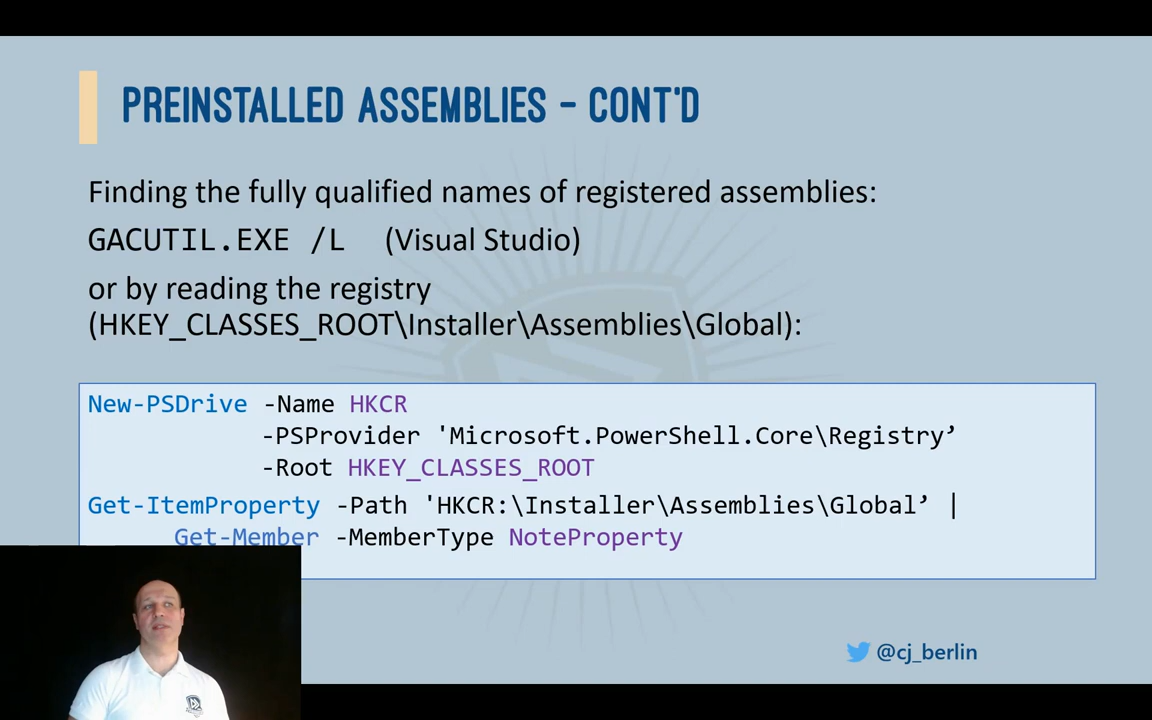 PREINSTALLED ASSEMBLIES – CONT'D
Finding the fully qualified names of registered assemblies:
GACUTIL.EXE /L (Visual Studio)
or by reading the registry
(HKEY_CLASSES_ROOT\Installer\Assemblies\Global):
New-PSDrive -Name HKCR
-PSProvider 'Microsoft.PowerShell.Core\Registry’
-Root HKEY_CLASSES_ROOT
Get-ItemProperty -Path 'HKCR:\Installer\Assemblies\Global’ |
Get-Member -MemberType NoteProperty
@cj_berlin